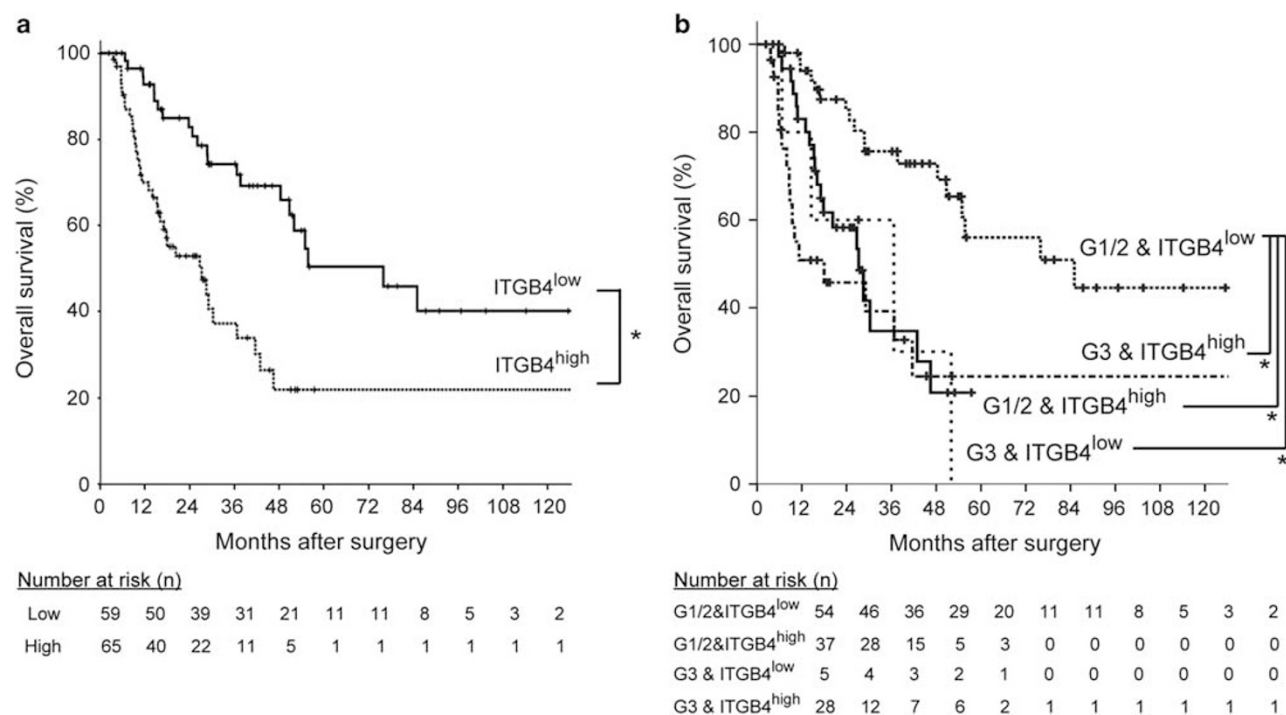 a
Overall survival (%)
100
80
60
40
20
0
ITGB4low
ITGB4high
*
0 12 24 36 48 60 72 84 96 108 120
Months after surgery
Number at risk (n)
Low 59 50 39 31 21 11 11 8 5 3 2
High 65 40 22 11 5 1 1 1 1 1 1
b
Overall survival (%)
100
80
60
40
20
0
G1/2 & ITGB4low
G3 & ITGB4high
*
G1/2 & ITGB4high
*
G3 & ITGB4low
*
0 12 24 36 48 60 72 84 96 108 120
Months after surgery
Number at risk (n)
G1/2&ITGB4low 54 46 36 29 20 11 11 8 5 3 2
G1/2&ITGB4high 37 28 15 5 3 0 0 0 0 0 0
G3 & ITGB4low 5 4 3 2 1 0 0 0 0 0 0
G3 & ITGB4high 28 12 7 6 2 1 1 1 1 1 1